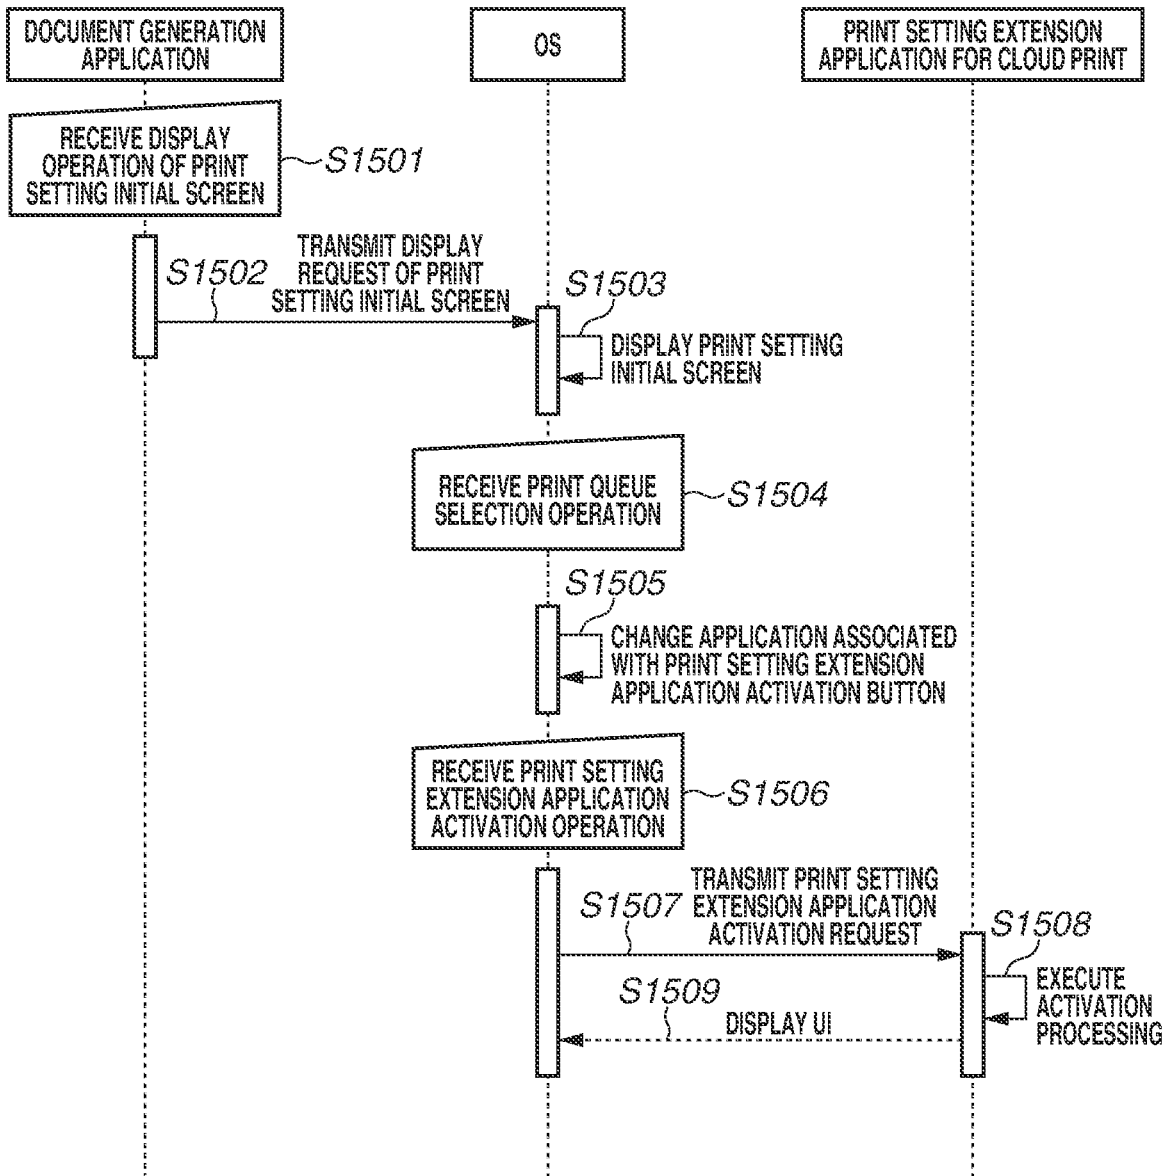 DOCUMENT GENERATION
APPLICATION
OS
PRINT SETTING EXTENSION
APPLICATION FOR CLOUD PRINT
RECEIVE DISPLAY
OPERATION OF PRINT
SETTING INITIAL SCREEN
S1501
S1502
TRANSMIT DISPLAY
REQUEST OF PRINT
SETTING INITIAL SCREEN
S1503
DISPLAY PRINT SETTING
INITIAL SCREEN
RECEIVE PRINT QUEUE
SELECTION OPERATION
S1504
S1505
CHANGE APPLICATION ASSOCIATED
WITH PRINT SETTING EXTENSION
APPLICATION ACTIVATION BUTTON
RECEIVE PRINT SETTING
EXTENSION APPLICATION
ACTIVATION OPERATION
S1506
S1507
TRANSMIT PRINT SETTING
EXTENSION APPLICATION
ACTIVATION REQUEST
S1508
EXECUTE
ACTIVATION
PROCESSING
S1509
DISPLAY UI